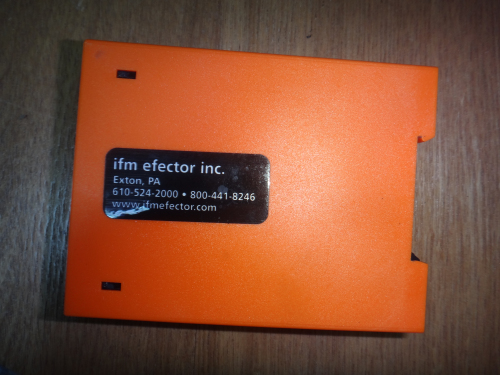 ifm efector inc.
Exton, PA
610-524-2000 • 800-441-8246
www.ifmefector.com